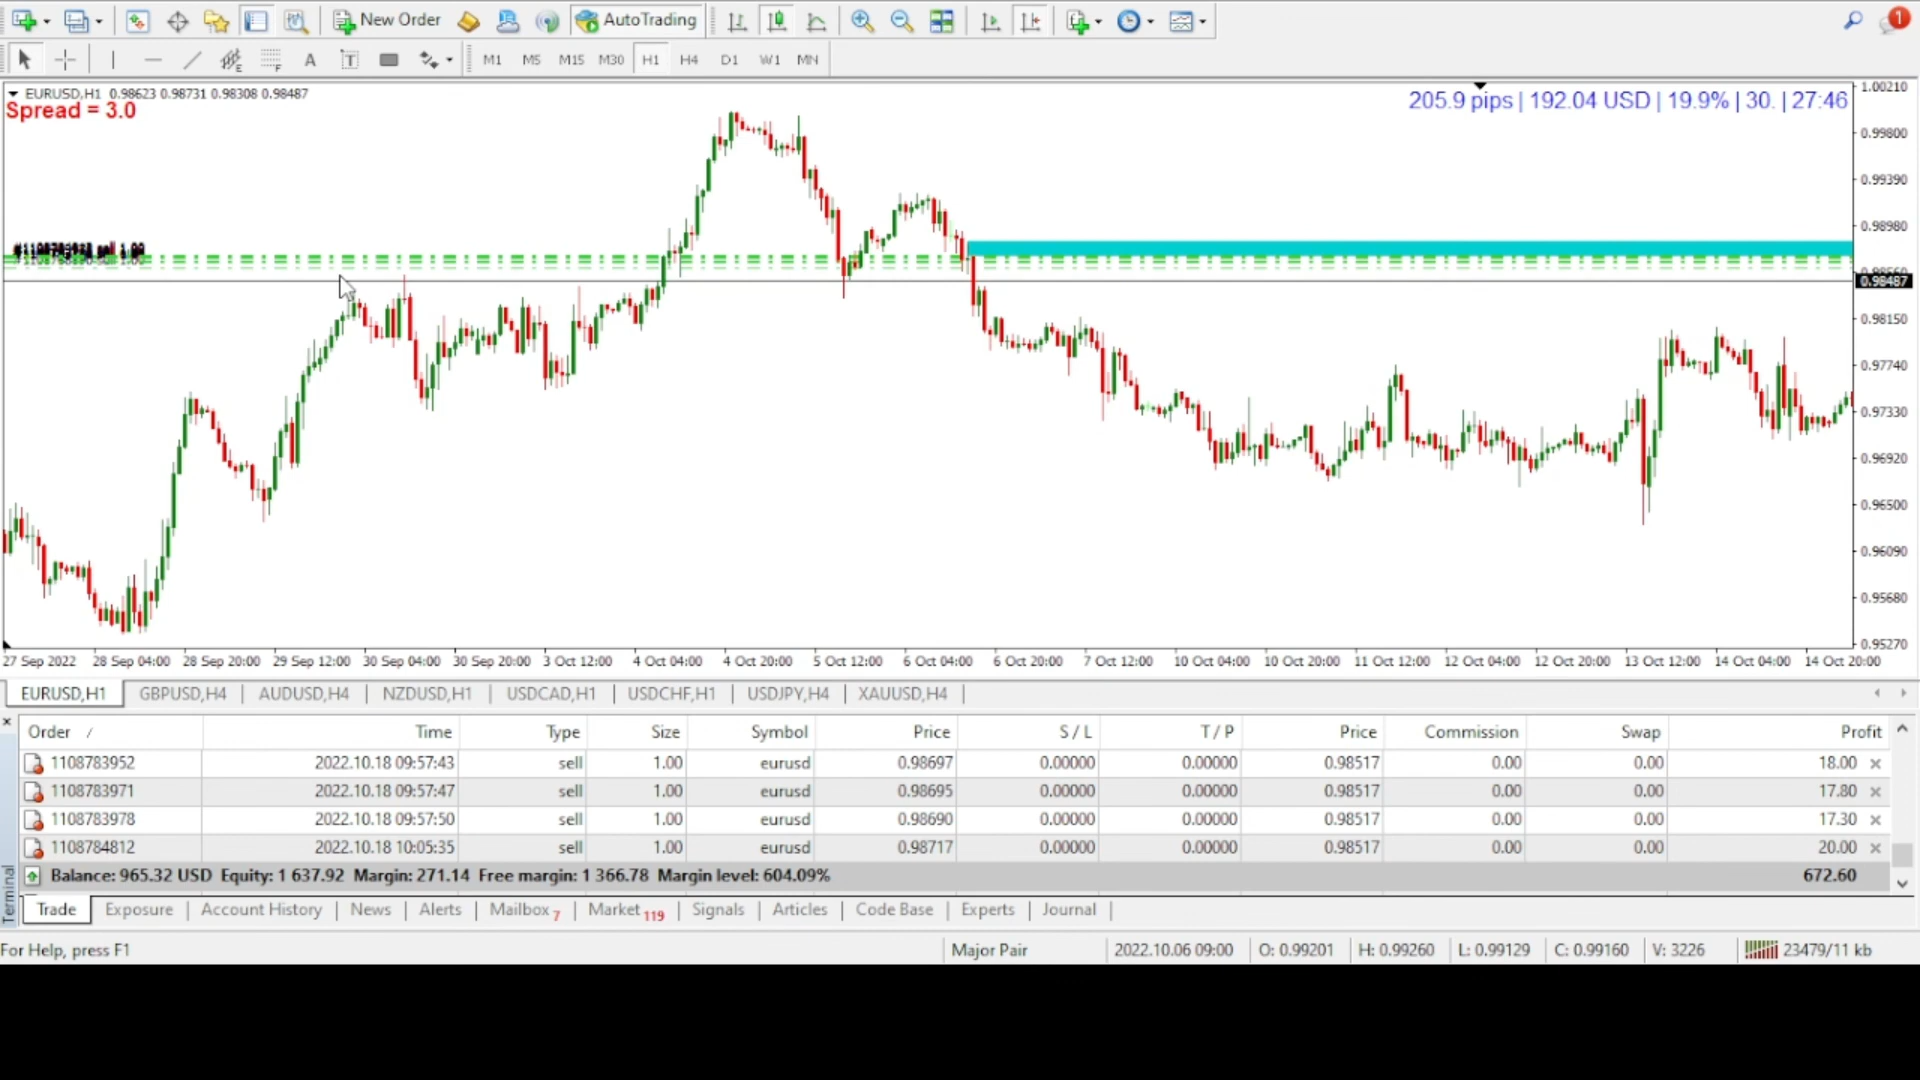 New Order AutoTrading 1
A T M1 M5 M15 M30 H1 H4 D1 W1 MN
EURUSD,H1 0.98623 0.98731 0.98308 0.98487
Spread = 3.0
205.9 pips | 192.04 USD | 19.9% | 30. | 27:46
1.00210
0.99800
0.99390
0.98980
0.98487
0.98150
0.97740
0.97330
0.96920
0.96500
0.96090
0.95680
0.95270
27 Sep 2022 28 Sep 04:00 28 Sep 20:00 29 Sep 12:00 30 Sep 04:00 30 Sep 20:00 3 Oct 12:00 4 Oct 04:00 4 Oct 20:00 5 Oct 12:00 6 Oct 04:00 6 Oct 20:00 7 Oct 12:00 10 Oct 04:00 10 Oct 20:00 11 Oct 12:00 12 Oct 04:00 12 Oct 20:00 13 Oct 12:00 14 Oct 04:00 14 Oct 20:00
EURUSD,H1 GBPUSD,H4 AUDUSD,H4 NZDUSD,H1 USDCAD,H1 USDCHF,H1 USDJPY,H4 XAUUSD,H4
Order / Time Type Size Symbol Price S / L T / P Price Commission Swap Profit
1108783952 2022.10.18 09:57:43 sell 1.00 eurusd 0.98697 0.00000 0.00000 0.98517 0.00 0.00 18.00
1108783971 2022.10.18 09:57:47 sell 1.00 eurusd 0.98695 0.00000 0.00000 0.98517 0.00 0.00 17.80
1108783978 2022.10.18 09:57:50 sell 1.00 eurusd 0.98690 0.00000 0.00000 0.98517 0.00 0.00 17.30
1108784812 2022.10.18 10:05:35 sell 1.00 eurusd 0.98717 0.00000 0.00000 0.98517 0.00 0.00 20.00
Balance: 965.32 USD Equity: 1 637.92 Margin: 271.14 Free margin: 1 366.78 Margin level: 604.09% 672.60
Terminal
Trade Exposure Account History News Alerts Mailbox 7 Market 119 Signals Articles Code Base Experts Journal
For Help, press F1 Major Pair 2022.10.06 09:00 O: 0.99201 H: 0.99260 L: 0.99129 C: 0.99160 V: 3226 23479/11 kb